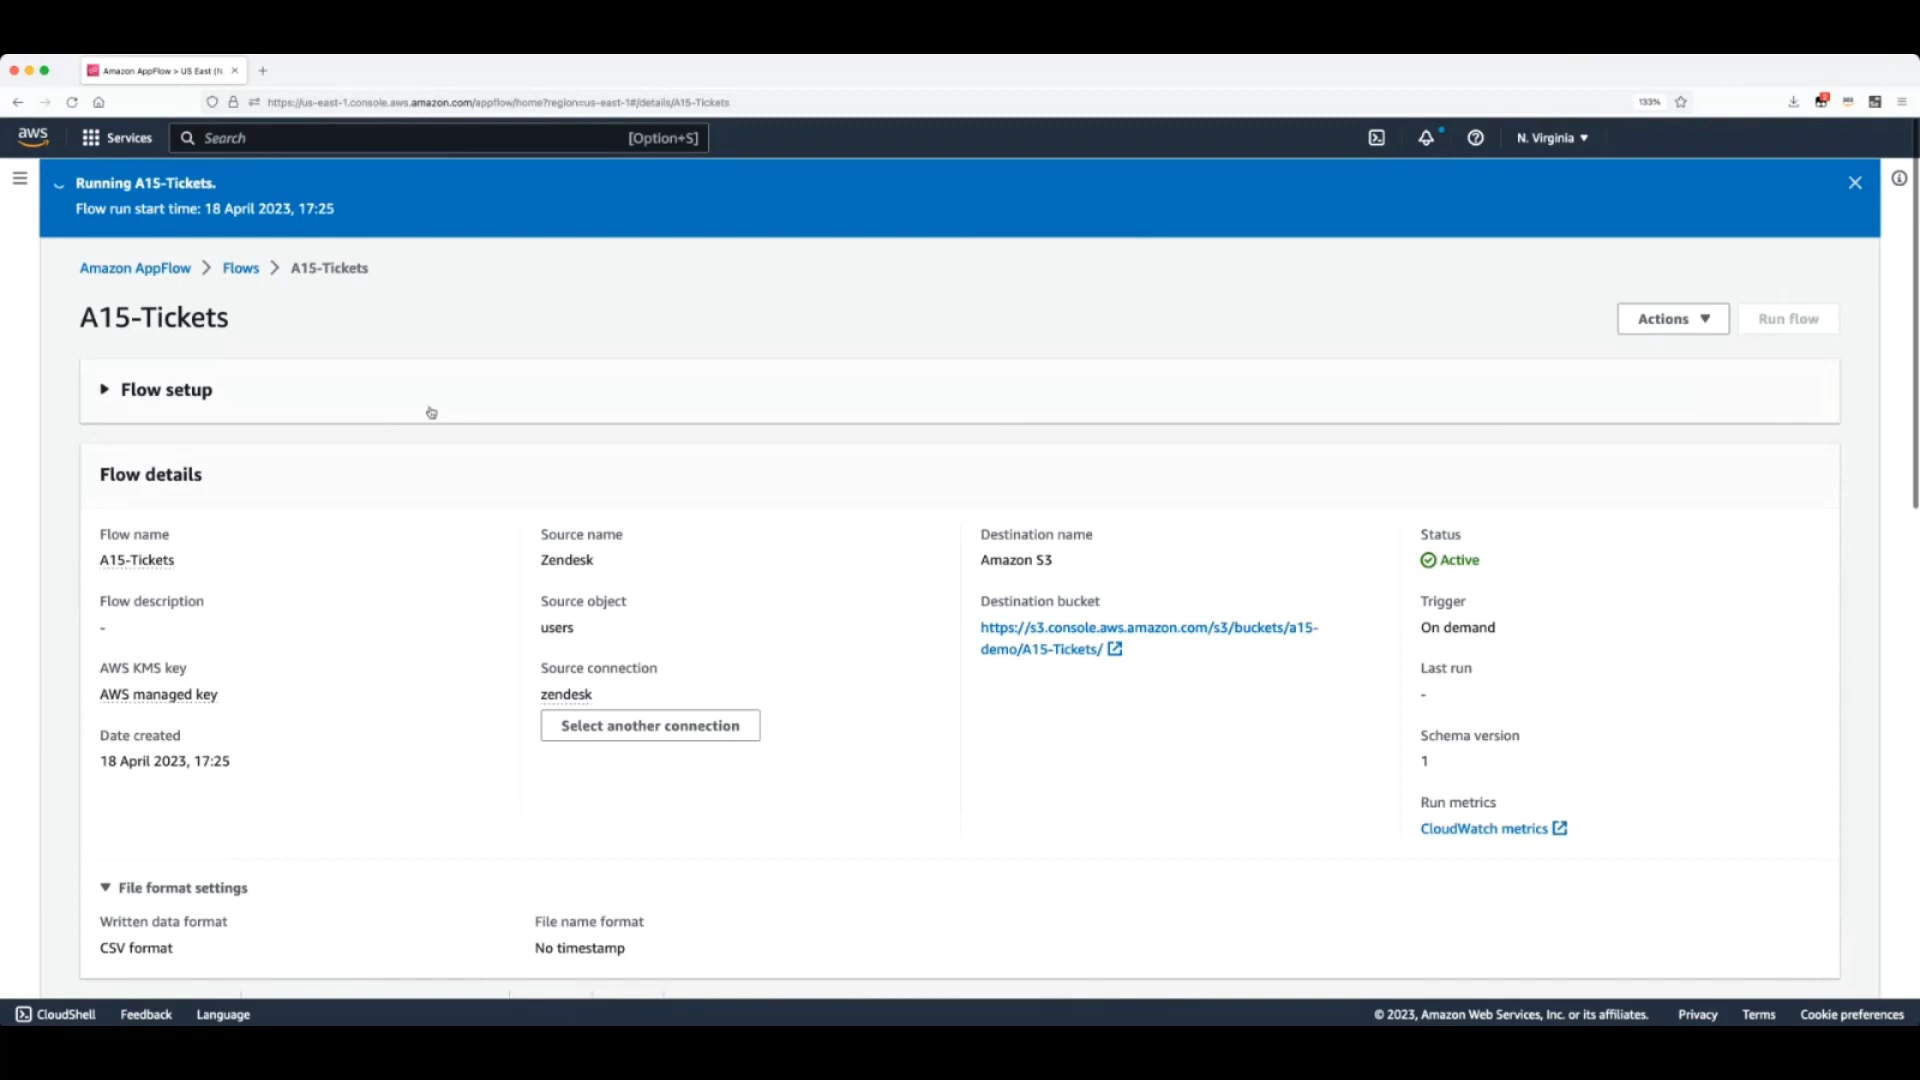 Amazon AppFlow > US East (N
https://us-east-1.console.aws.amazon.com/appflow/home?region=us-east-1#/details/A15-Tickets
133%
aws
Services
Search
[Option+S]
N. Virginia
Running A15-Tickets.
Flow run start time: 18 April 2023, 17:25
Amazon AppFlow > Flows > A15-Tickets
A15-Tickets
Actions
Run flow
Flow setup
Flow details
Flow name
A15-Tickets
Flow description
-
AWS KMS key
AWS managed key
Date created
18 April 2023, 17:25
Source name
Zendesk
Source object
users
Source connection
zendesk
Select another connection
Destination name
Amazon S3
Destination bucket
https://s3.console.aws.amazon.com/s3/buckets/a15-
demo/A15-Tickets/
Status
Active
Trigger
On demand
Last run
-
Schema version
1
Run metrics
CloudWatch metrics
File format settings
Written data format
CSV format
File name format
No timestamp
CloudShell
Feedback
Language
© 2023, Amazon Web Services, Inc. or its affiliates.
Privacy
Terms
Cookie preferences